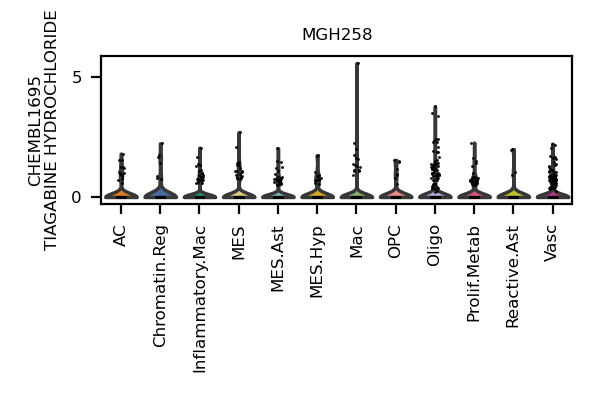 MGH258
CHEMBL1695
TIAGABINE HYDROCHLORIDE
5
0
AC
Chromatin.Reg
Inflammatory.Mac
MES
MES.Ast
MES.Hyp
Mac
OPC
Oligo
Prolif.Metab
Reactive.Ast
Vasc